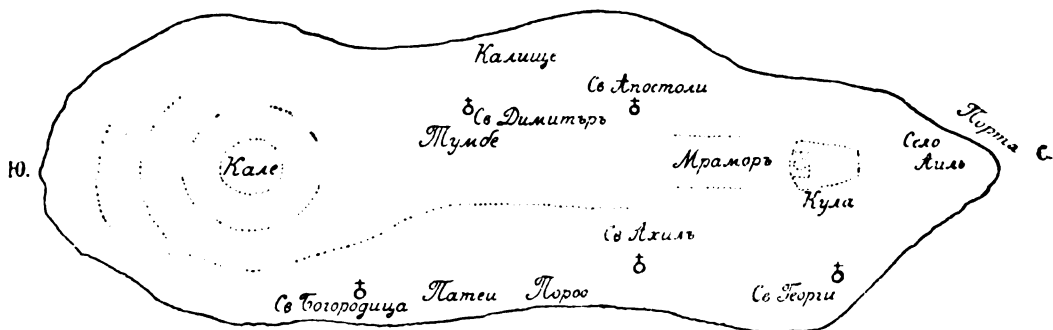 Калище
Св Апостоли
Св Димитъръ
Тумбе
Порта
Село
Аилъ
С.
Ю.
Кале
Мраморъ
Кула
Св Ахилъ
Св Богородица
Патеи
Пороо
Св Георги